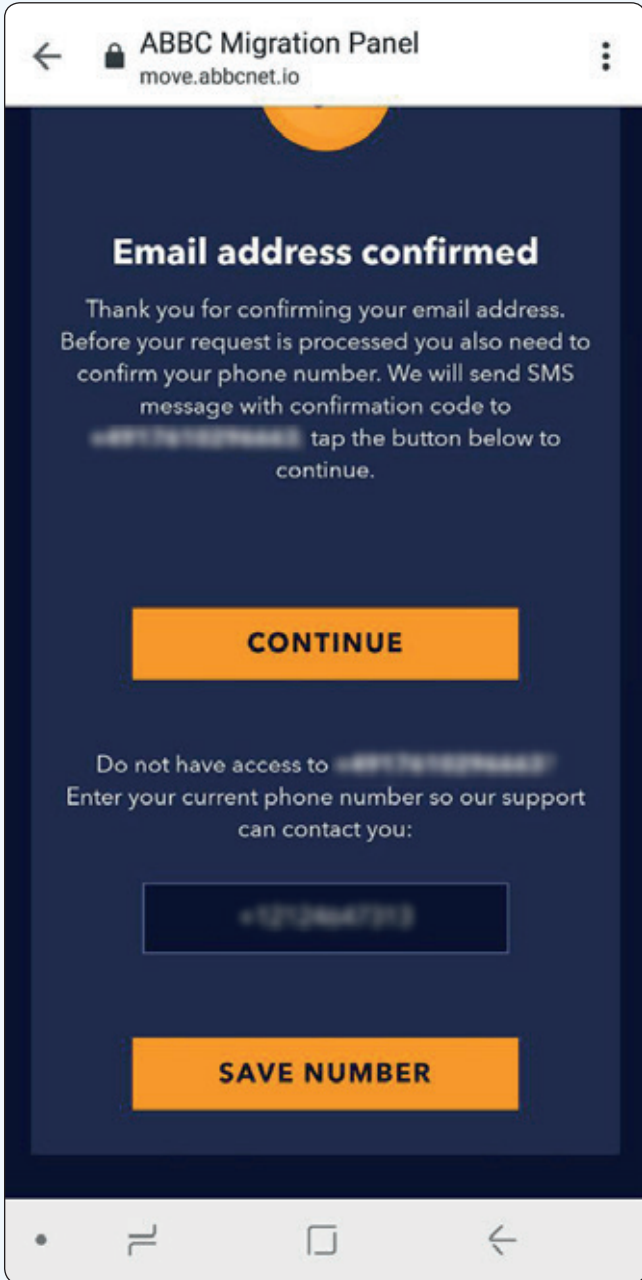 ABBC Migration Panel
move.abbcnet.io
Email address confirmed
Thank you for confirming your email address.
Before your request is processed you also need to
confirm your phone number. We will send SMS
message with confirmation code to
tap the button below to
continue.
CONTINUE
Do not have access to
Enter your current phone number so our support
can contact you:
SAVE NUMBER